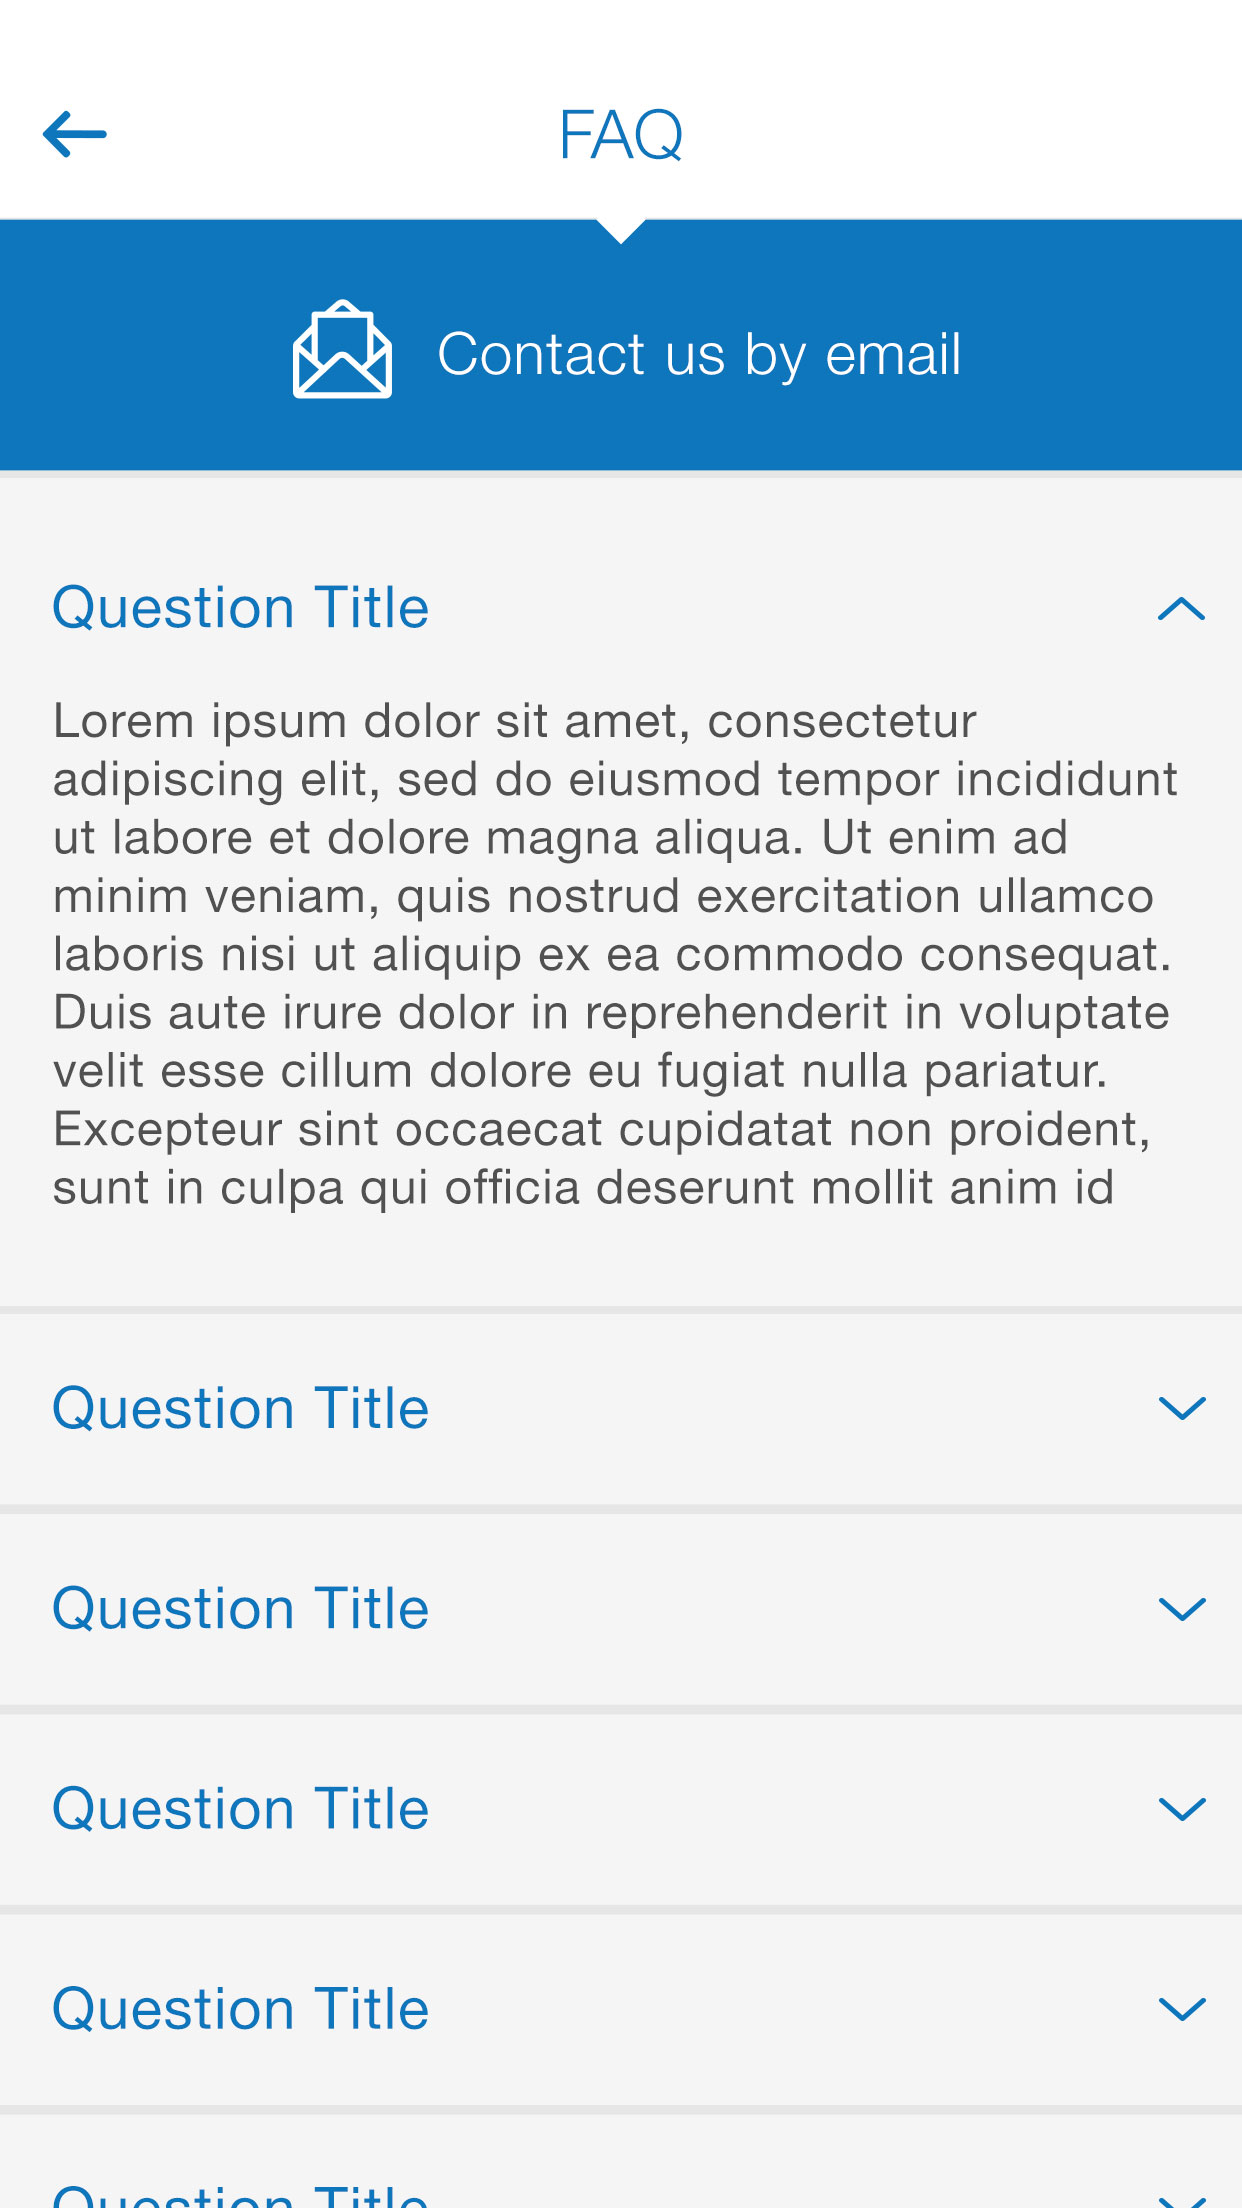 FAQ
Contact us by email
Question Title
Lorem ipsum dolor sit amet, consectetur
adipiscing elit, sed do eiusmod tempor incididunt
ut labore et dolore magna aliqua. Ut enim ad
minim veniam, quis nostrud exercitation ullamco
laboris nisi ut aliquip ex ea commodo consequat.
Duis aute irure dolor in reprehenderit in voluptate
velit esse cillum dolore eu fugiat nulla pariatur.
Excepteur sint occaecat cupidatat non proident,
sunt in culpa qui officia deserunt mollit anim id
Question Title
Question Title
Question Title
Question Title
Question Title